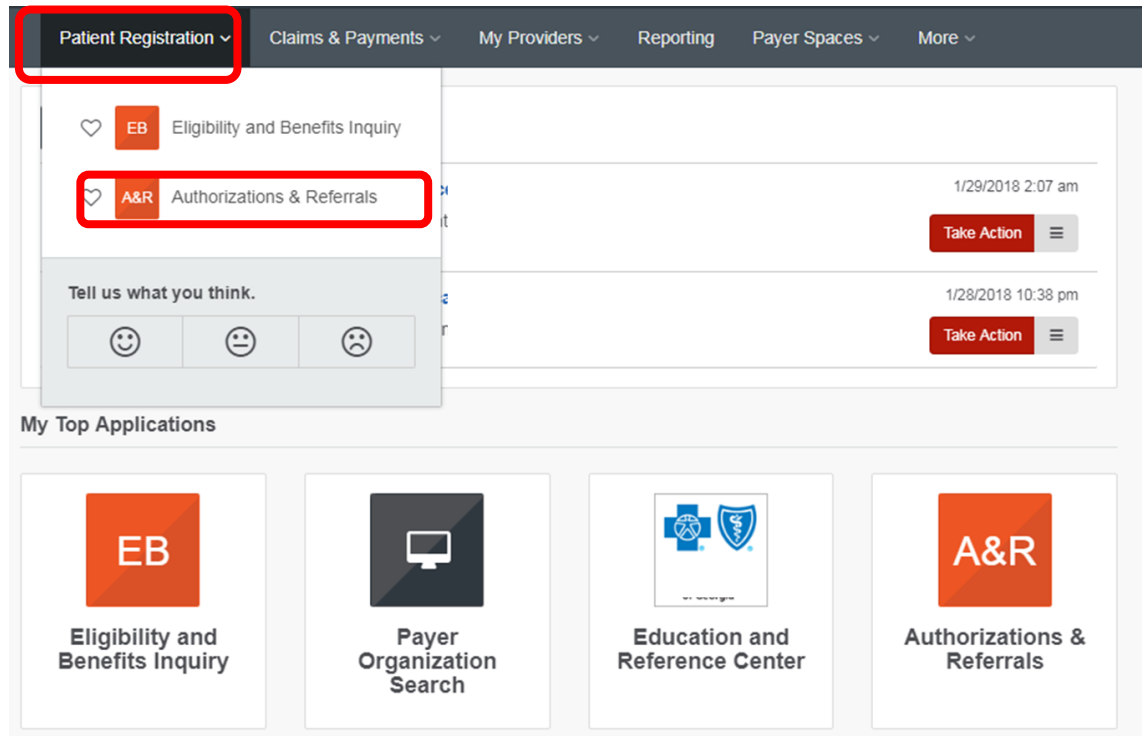 Patient Registration Claims & Payments My Providers Reporting Payer Spaces More
EB Eligibility and Benefits Inquiry
A&R Authorizations & Referrals
1/29/2018 2:07 am
Take Action
Tell us what you think.
1/28/2018 10:38 pm
Take Action
My Top Applications
EB
A&R
Eligibility and Benefits Inquiry
Payer Organization Search
Education and Reference Center
Authorizations & Referrals